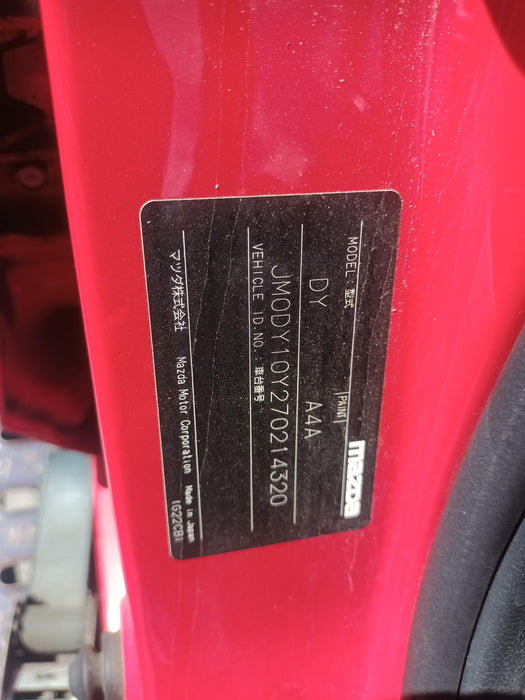 MODEL 型式 |PAINT| mazda
DY A4A
JM0DY10Y270214320
VEHICLE ID.NO.:車台番号
マツダ株式会社 Mazda Motor Corporation Made in Japan
(G22CB)